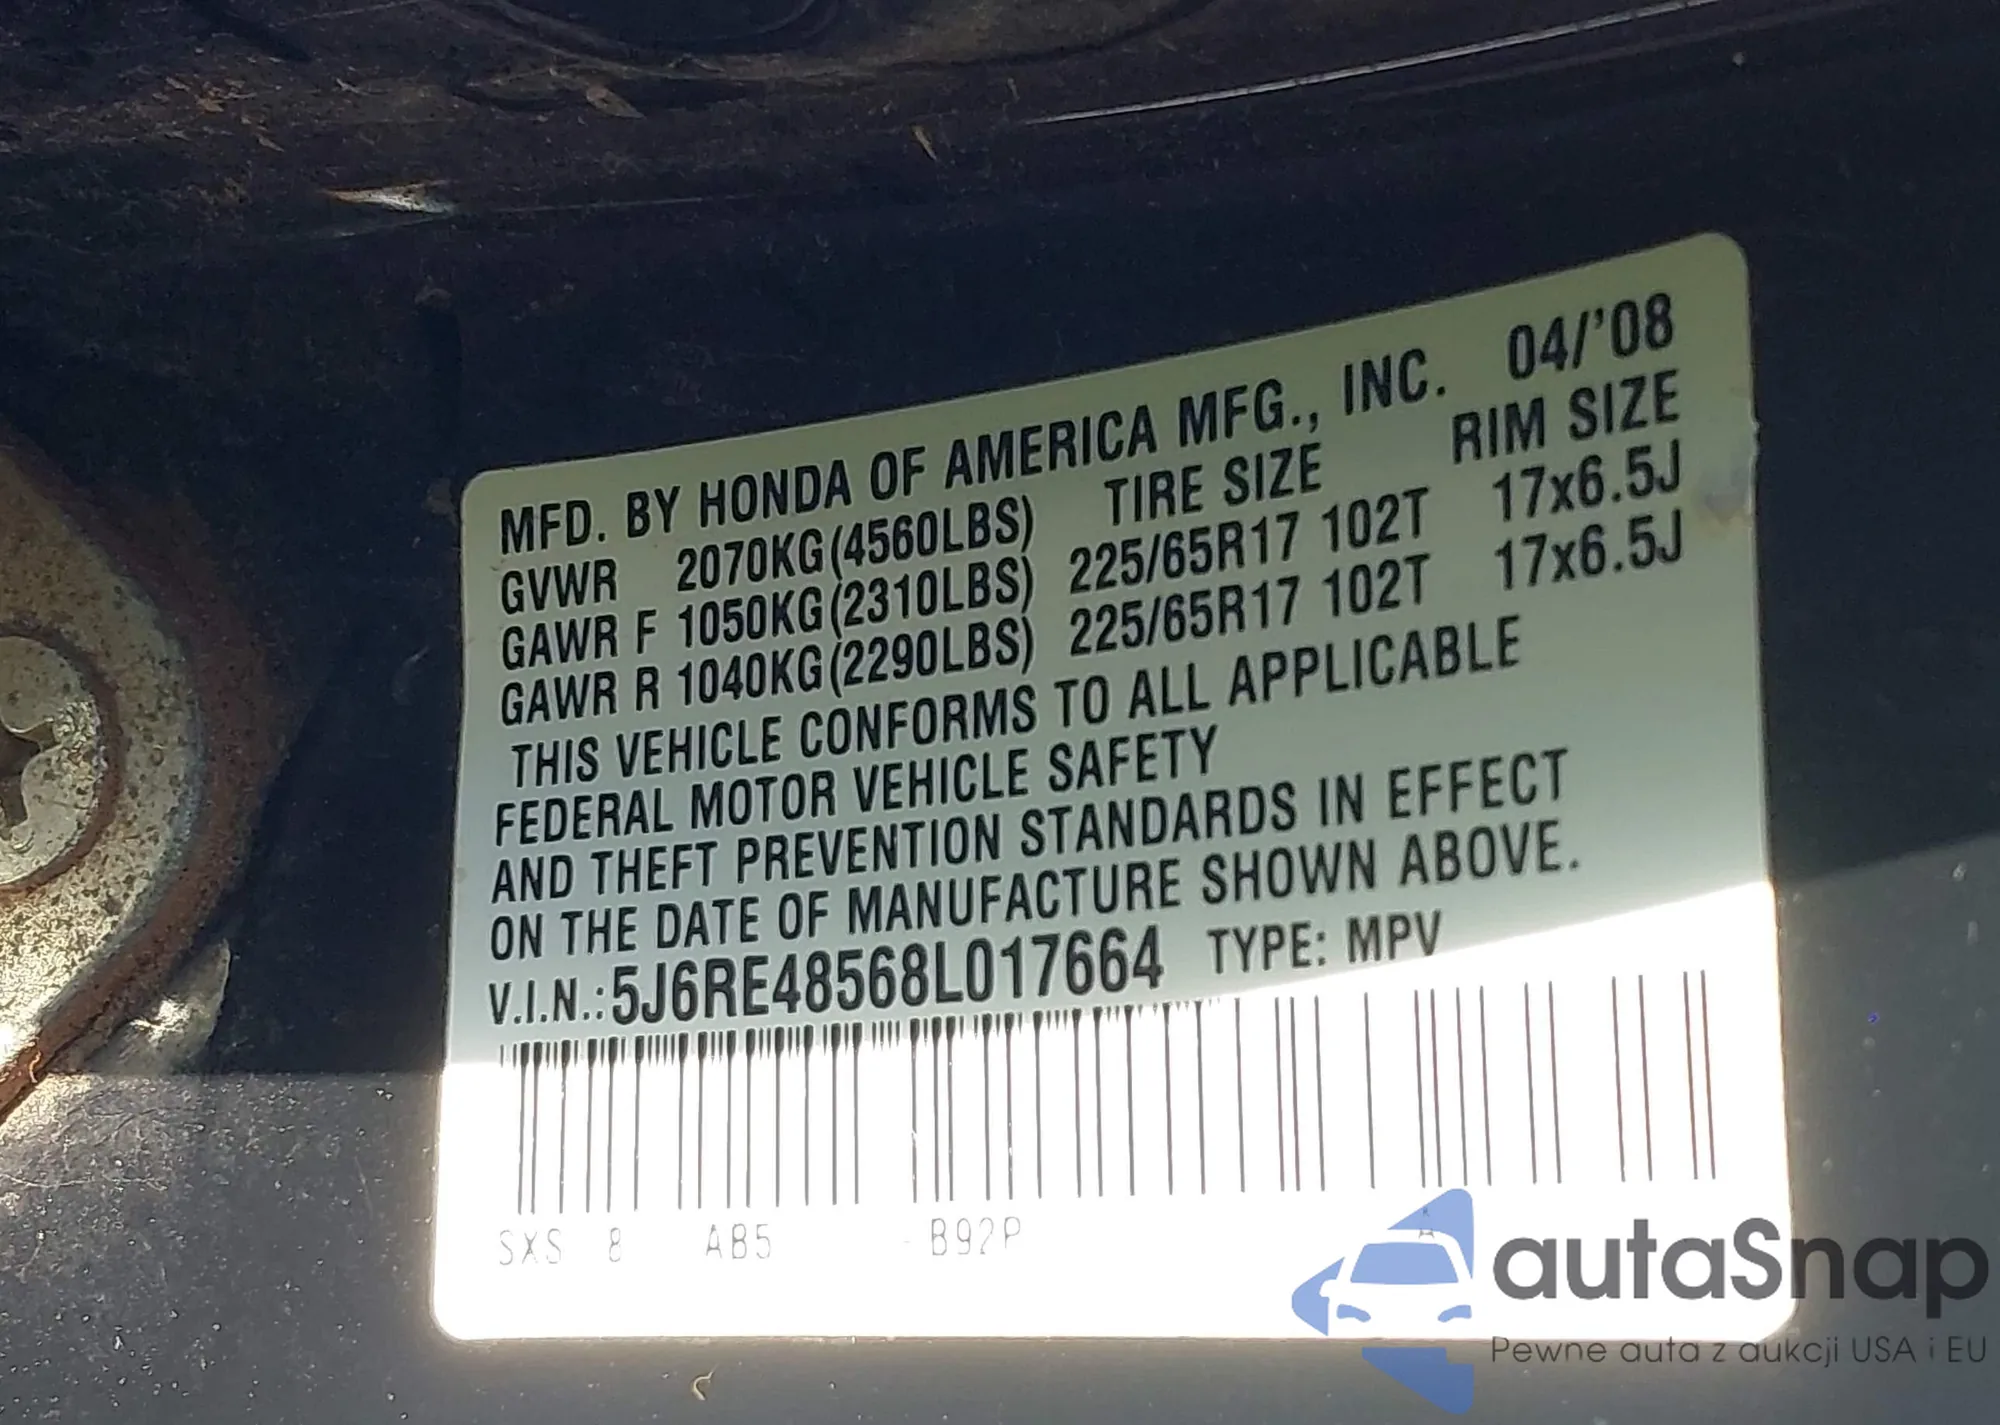 MFD. BY HONDA OF AMERICA MFG., INC. 04/'08
GVWR 2070KG(4560LBS) TIRE SIZE RIM SIZE
GAWR F 1050KG(2310LBS) 225/65R17 102T 17x6.5J
GAWR R 1040KG(2290LBS) 225/65R17 102T 17x6.5J
THIS VEHICLE CONFORMS TO ALL APPLICABLE
FEDERAL MOTOR VEHICLE SAFETY
AND THEFT PREVENTION STANDARDS IN EFFECT
ON THE DATE OF MANUFACTURE SHOWN ABOVE.
V.I.N.:5J6RE48568L017664 TYPE: MPV
SXS 8 AB5 -B92P A
autaSnap
Pewne auta z aukcji USA i EU